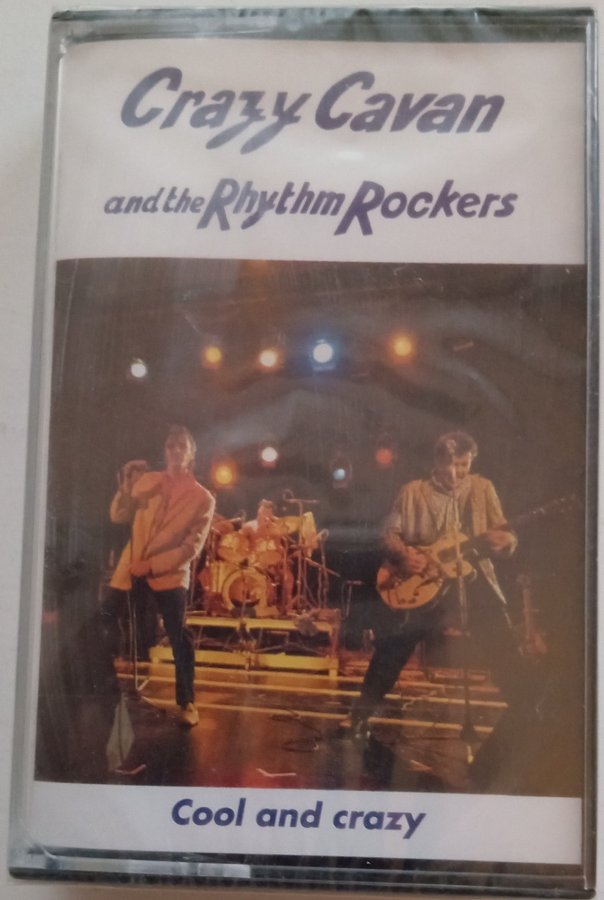 Crazy Cavan
and the Rhythm Rockers
Cool and crazy